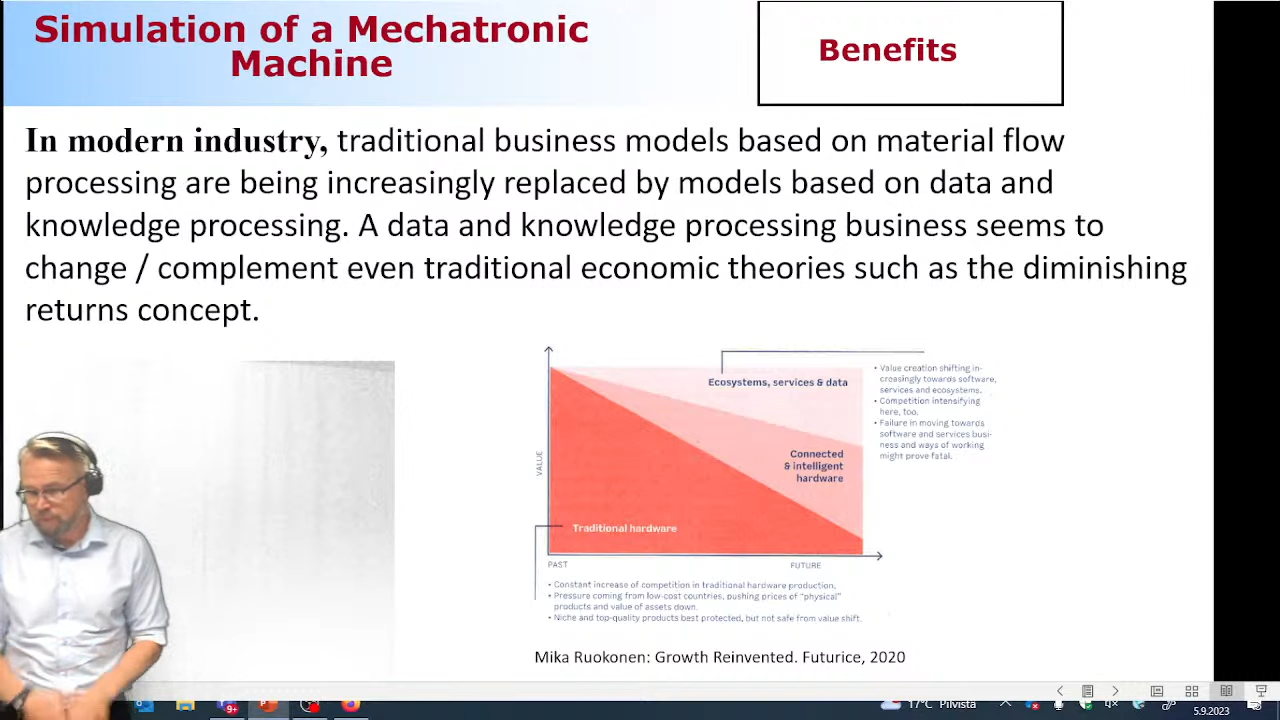 Simulation of a Mechatronic
Machine
Benefits
In modern industry, traditional business models based on material flow
processing are being increasingly replaced by models based on data and
knowledge processing. A data and knowledge processing business seems to
change / complement even traditional economic theories such as the diminishing
returns concept.
Ecosystems, services & data
• Value creation shifting in-
creasingly towards software,
services and ecosystems.
• Competition intensifying
here, too.
• Failure in moving towards
software and services busi-
ness and ways of working
might prove fatal.
Connected
& intelligent
hardware
VALUE
Traditional hardware
PAST
FUTURE
• Constant increase of competition in traditional hardware production.
• Pressure coming from low-cost countries, pushing prices of "physical"
products and value of assets down.
• Niche and top-quality products best protected, but not safe from value shift.
Mika Ruokonen: Growth Reinvented. Futurice, 2020
17°C Pilvistä
5.9.2023